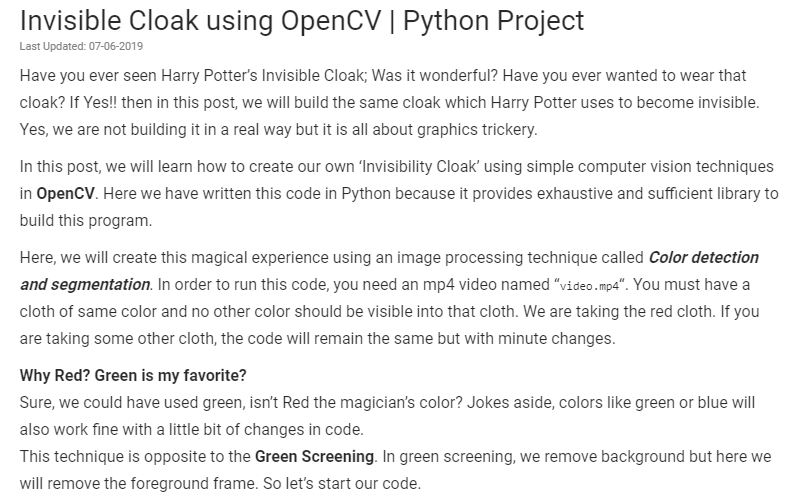 Invisible Cloak using OpenCV | Python Project
Last Updated: 07-06-2019
Have you ever seen Harry Potter’s Invisible Cloak; Was it wonderful? Have you ever wanted to wear that
cloak? If Yes!! then in this post, we will build the same cloak which Harry Potter uses to become invisible.
Yes, we are not building it in a real way but it is all about graphics trickery.
In this post, we will learn how to create our own ‘Invisibility Cloak’ using simple computer vision techniques
in OpenCV. Here we have written this code in Python because it provides exhaustive and sufficient library to
build this program.
Here, we will create this magical experience using an image processing technique called Color detection
and segmentation. In order to run this code, you need an mp4 video named “video.mp4“. You must have a
cloth of same color and no other color should be visible into that cloth. We are taking the red cloth. If you
are taking some other cloth, the code will remain the same but with minute changes.
Why Red? Green is my favorite?
Sure, we could have used green, isn’t Red the magician’s color? Jokes aside, colors like green or blue will
also work fine with a little bit of changes in code.
This technique is opposite to the Green Screening. In green screening, we remove background but here we
will remove the foreground frame. So let’s start our code.